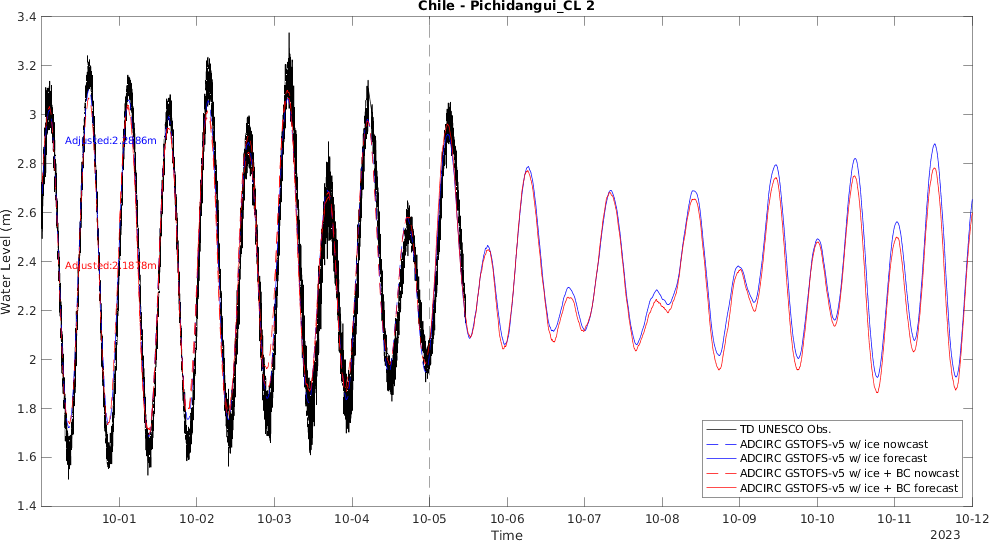 Chile - Pichidangui_CL 2
3.4
3.2
3
2.8
2.6
2.4
2.2
2
1.8
1.6
1.4
Water Level (m)
Adjusted:2.2886m
Adjusted:2.1878m
TD UNESCO Obs.
ADCIRC GSTOFS-v5 w/ ice nowcast
ADCIRC GSTOFS-v5 w/ ice forecast
ADCIRC GSTOFS-v5 w/ ice + BC nowcast
ADCIRC GSTOFS-v5 w/ ice + BC forecast
10-01 10-02 10-03 10-04 10-05 10-06 10-07 10-08 10-09 10-10 10-11 10-12
Time
2023